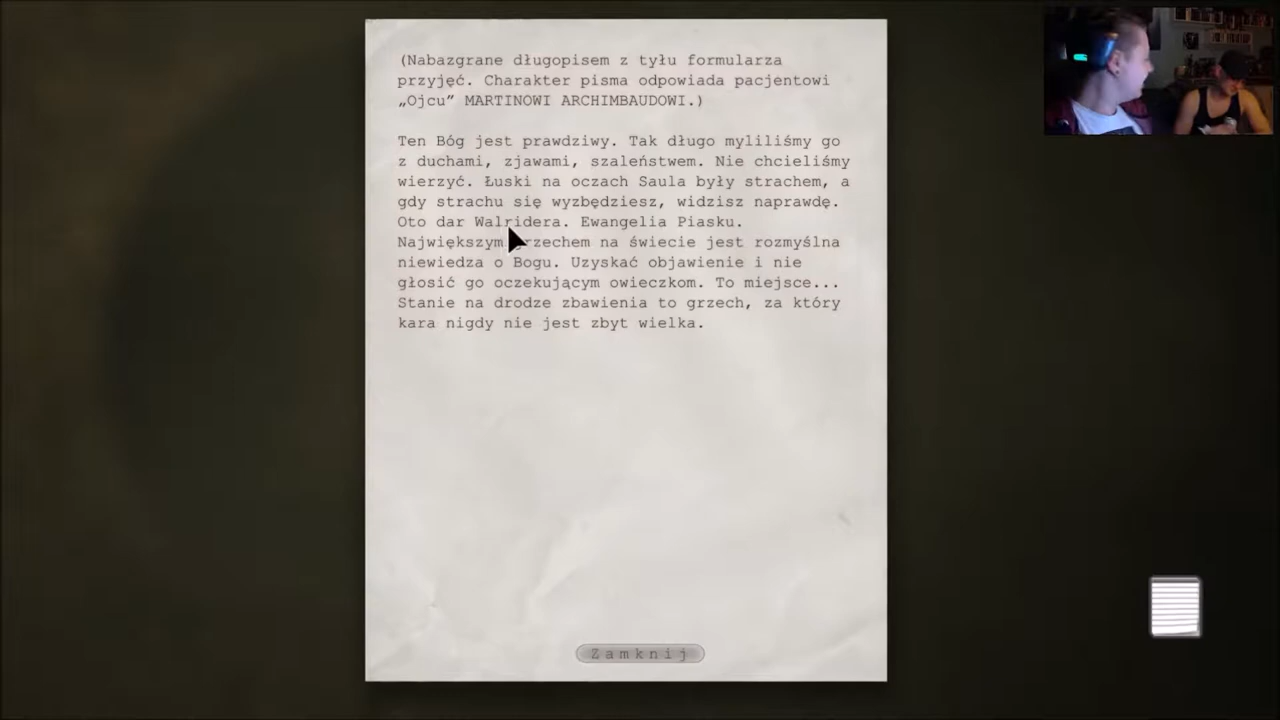 (Nabazgrane długopisem z tyłu formularza
przyjęć. Charakter pisma odpowiada pacjentowi
„Ojcu” MARTINOWI ARCHIMBAUDOWI.)
Ten Bóg jest prawdziwy. Tak długo myliliśmy go
z duchami, zjawami, szaleństwem. Nie chcieliśmy
wierzyć. Łuski na oczach Saula były strachem, a
gdy strachu się wyzbędziesz, widzisz naprawdę.
Oto dar Walridera. Ewangelia Piasku.
Największym grzechem na świecie jest rozmyślna
niewiedza o Bogu. Uzyskać objawienie i nie
głosić go oczekującym owieczkom. To miejsce...
Stanie na drodze zbawienia to grzech, za który
kara nigdy nie jest zbyt wielka.
Zamknij